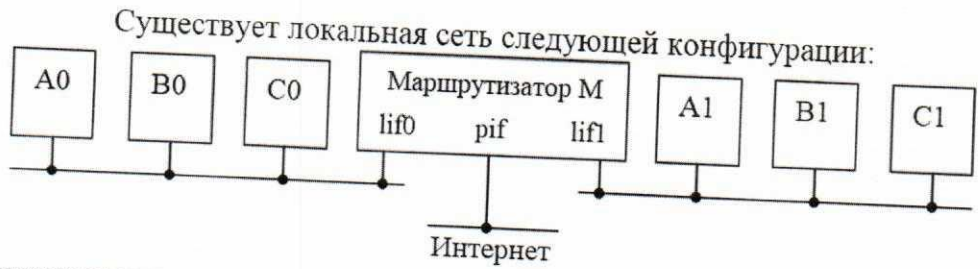 Существует локальная сеть следующей конфигурации:
A0 B0 C0 Маршрутизатор М A1 B1 C1
lif0 pif lif1
Интернет